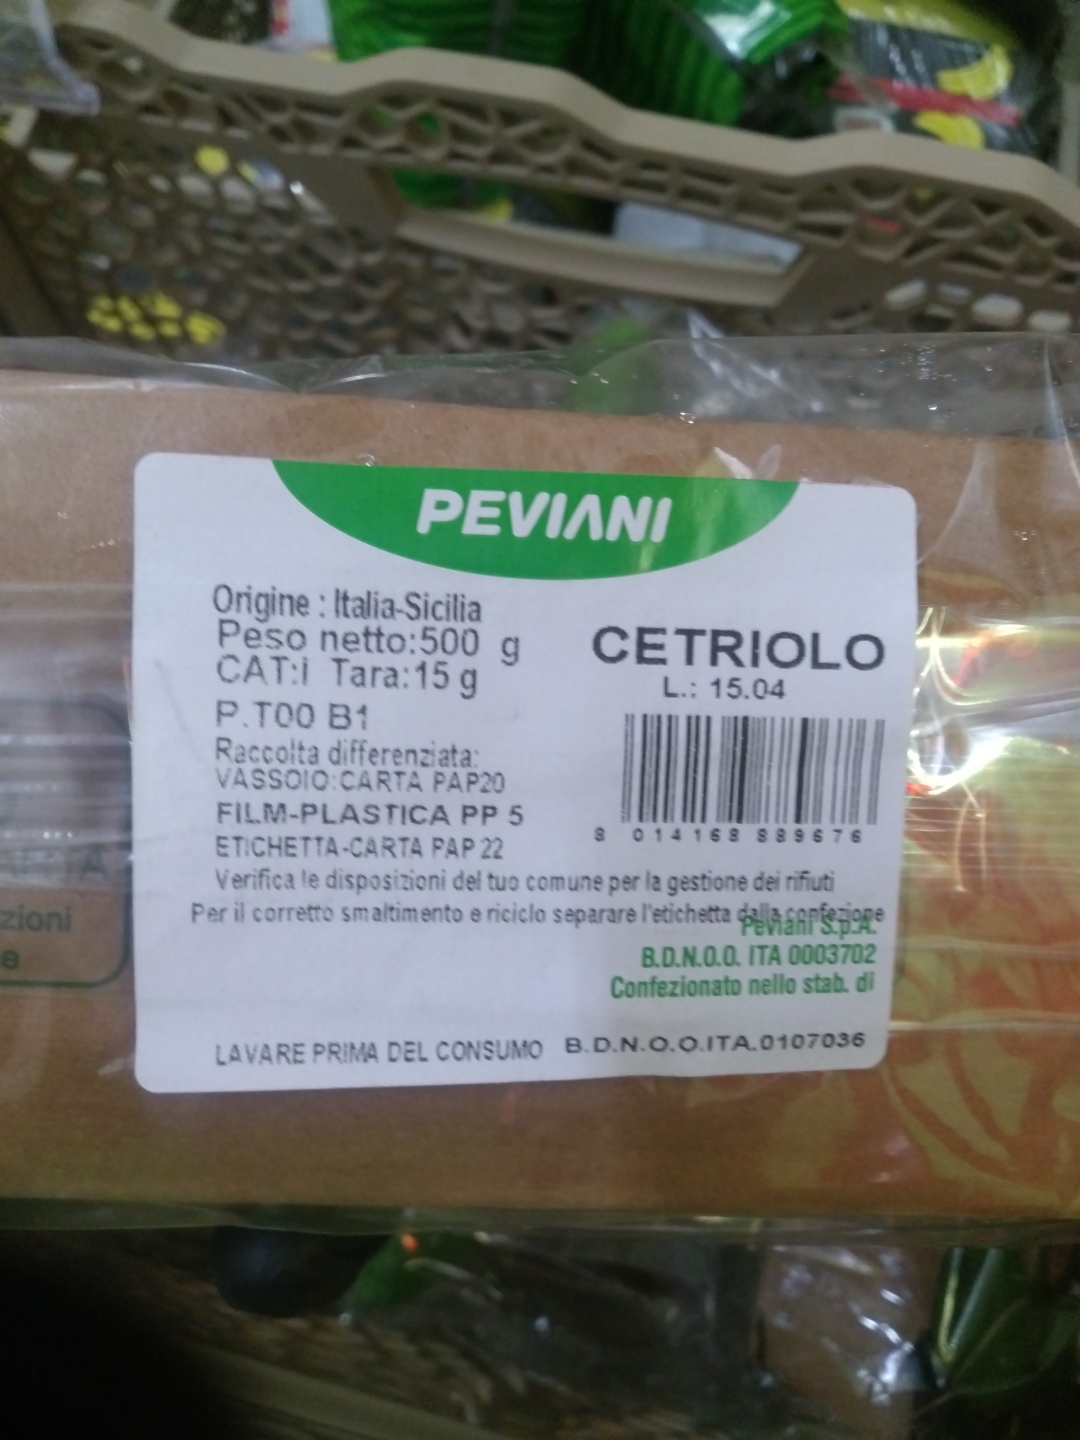 PEVIANI
Origine : Italia-Sicilia
Peso netto:500 g
CAT:I Tara:15 g
P.T00 B1
Raccolta differenziata:
VASSOIO:CARTA PAP20
FILM-PLASTICA PP 5
ETICHETTA-CARTA PAP 22
CETRIOLO
L.: 15.04
8 014168 889676
Verifica le disposizioni del tuo comune per la gestione dei rifiuti
Per il corretto smaltimento e riciclo separare l'etichetta dalla confezione
Peviani S.p.A.
B.D.N.O.O. ITA 0003702
Confezionato nello stab. di
LAVARE PRIMA DEL CONSUMO B.D.N.O.O.ITA.0107036
zioni